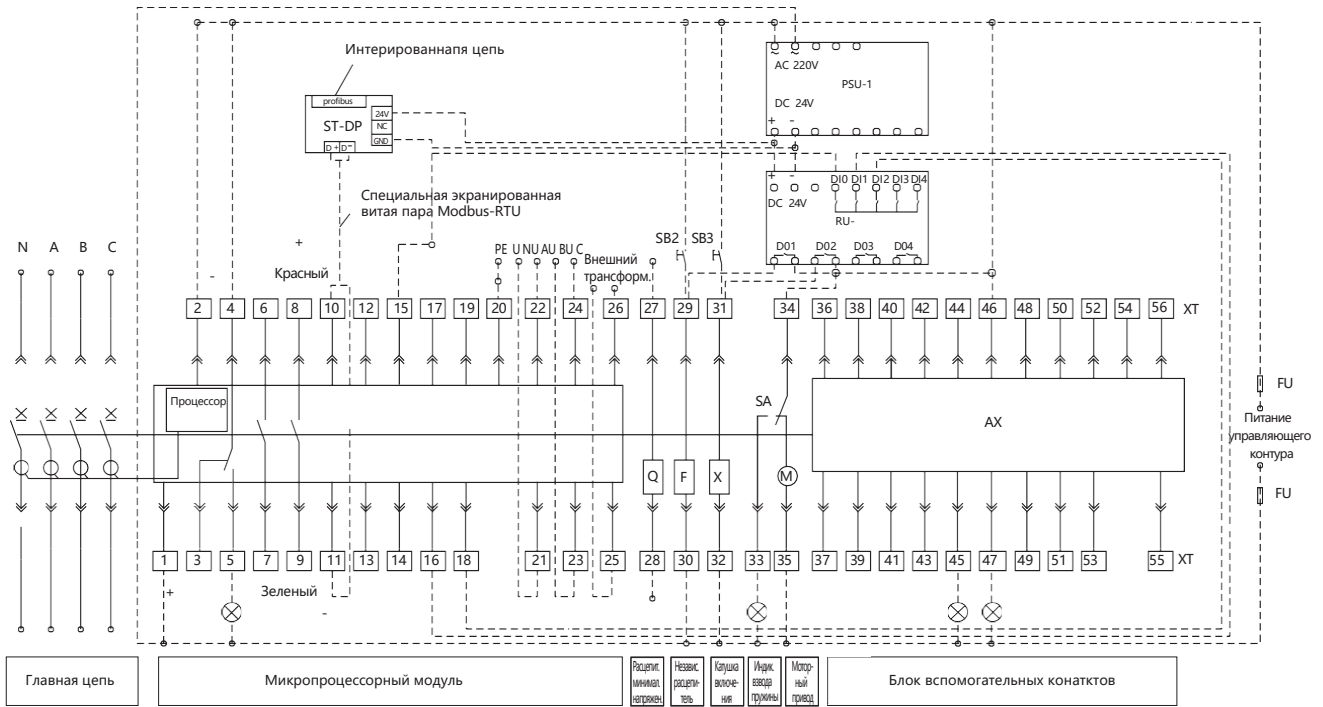 Интерированнапя цепь
profibus
ST-DP
24V
NC
GND
D + D -
AC 220V
PSU-1
DC 24V
+ -
+ -
DI0 DI1 DI2 DI3 DI4
DC 24V
RU-
D01 D02 D03 D04
Специальная экранированная
витая пара Modbus-RTU
N A B C
+
-
Красный
PE U N U A U B U C
Внешний
трансформ.
SB2 SB3
2 4 6 8 10 12 15 17 19 20 22 24 26 27 29 31 34 36 38 40 42 44 46 48 50 52 54 56 XT
Процессор
SA
AX
FU
Питание
управляющего
контура
FU
Q F X M
1 3 5 7 9 11 13 14 16 18 21 23 25 28 30 32 33 35 37 39 41 43 45 47 49 51 53 55 XT
+
Зеленый
-
Главная цепь
Микропроцессорный модуль
Расцепит.
минимал.
напряжен.
Независ.
расцепи-
тель
Катушка
включе-
ния
Индик.
взвода
пружины
Мотор-
ный
привод
Блок вспомогательных конатктов